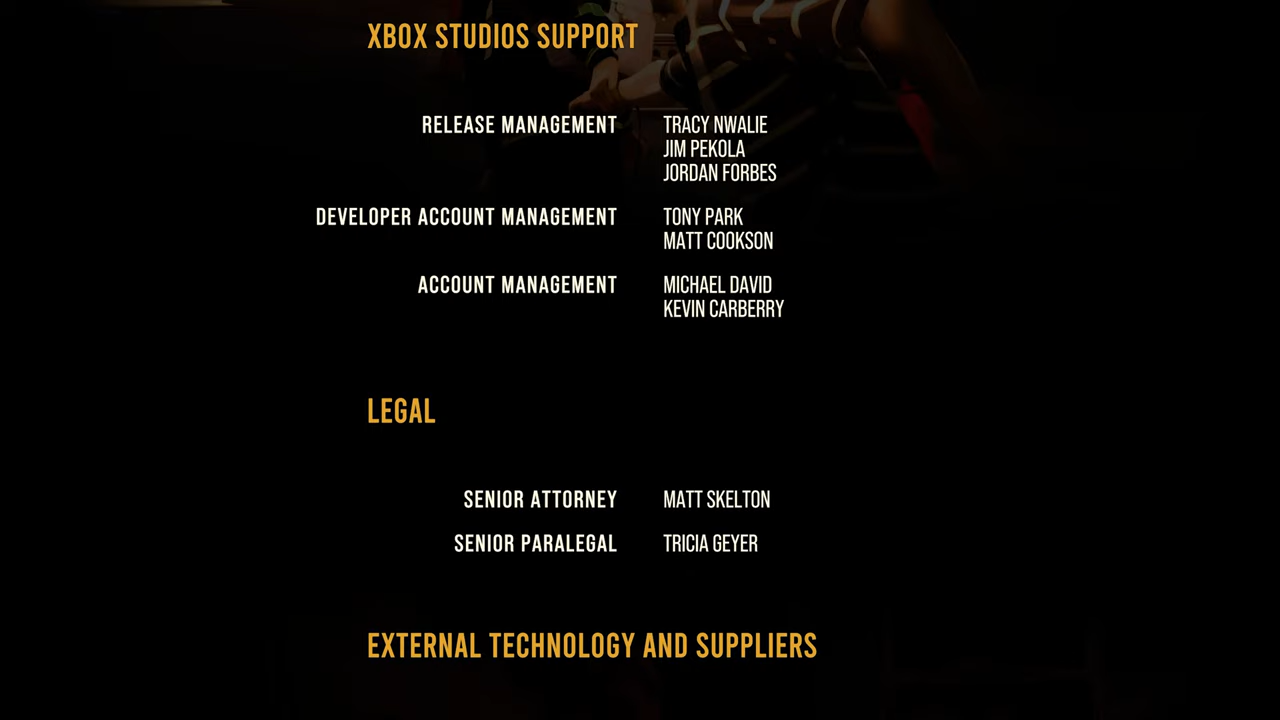 XBOX STUDIOS SUPPORT
RELEASE MANAGEMENT TRACY NWALIE
JIM PEKOLA
JORDAN FORBES
DEVELOPER ACCOUNT MANAGEMENT TONY PARK
MATT COOKSON
ACCOUNT MANAGEMENT MICHAEL DAVID
KEVIN CARBERRY
LEGAL
SENIOR ATTORNEY MATT SKELTON
SENIOR PARALEGAL TRICIA GEYER
EXTERNAL TECHNOLOGY AND SUPPLIERS